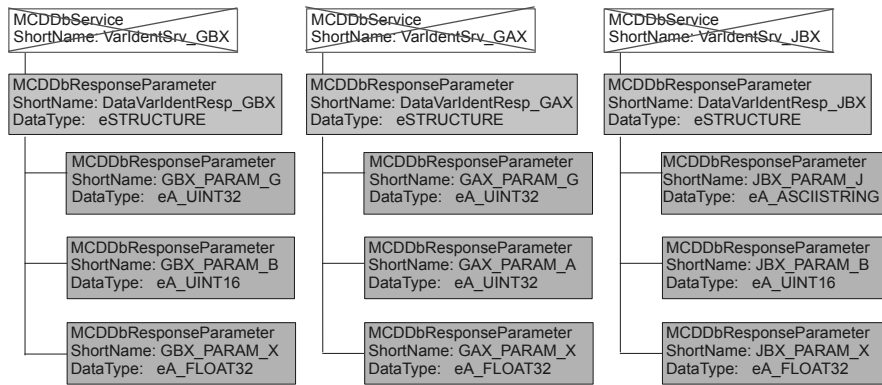 MCDDbService
ShortName: VarIdentSrv_GBX
MCDDbResponseParameter
ShortName: DataVarIdentResp_GBX
DataType: eSTRUCTURE
MCDDbResponseParameter
ShortName: GBX_PARAM_G
DataType: eA_UINT32
MCDDbResponseParameter
ShortName: GBX_PARAM_B
DataType: eA_UINT16
MCDDbResponseParameter
ShortName: GBX_PARAM_X
DataType: eA_FLOAT32
MCDDbService
ShortName: VarIdentSrv_GAX
MCDDbResponseParameter
ShortName: DataVarIdentResp_GAX
DataType: eSTRUCTURE
MCDDbResponseParameter
ShortName: GAX_PARAM_G
DataType: eA_UINT32
MCDDbResponseParameter
ShortName: GAX_PARAM_A
DataType: eA_UINT32
MCDDbResponseParameter
ShortName: GAX_PARAM_X
DataType: eA_FLOAT32
MCDDbService
ShortName: VarIdentSrv_JBX
MCDDbResponseParameter
ShortName: DataVarIdentResp_JBX
DataType: eSTRUCTURE
MCDDbResponseParameter
ShortName: JBX_PARAM_J
DataType: eA_ASCIISTRING
MCDDbResponseParameter
ShortName: JBX_PARAM_B
DataType: eA_UINT16
MCDDbResponseParameter
ShortName: JBX_PARAM_X
DataType: eA_FLOAT32